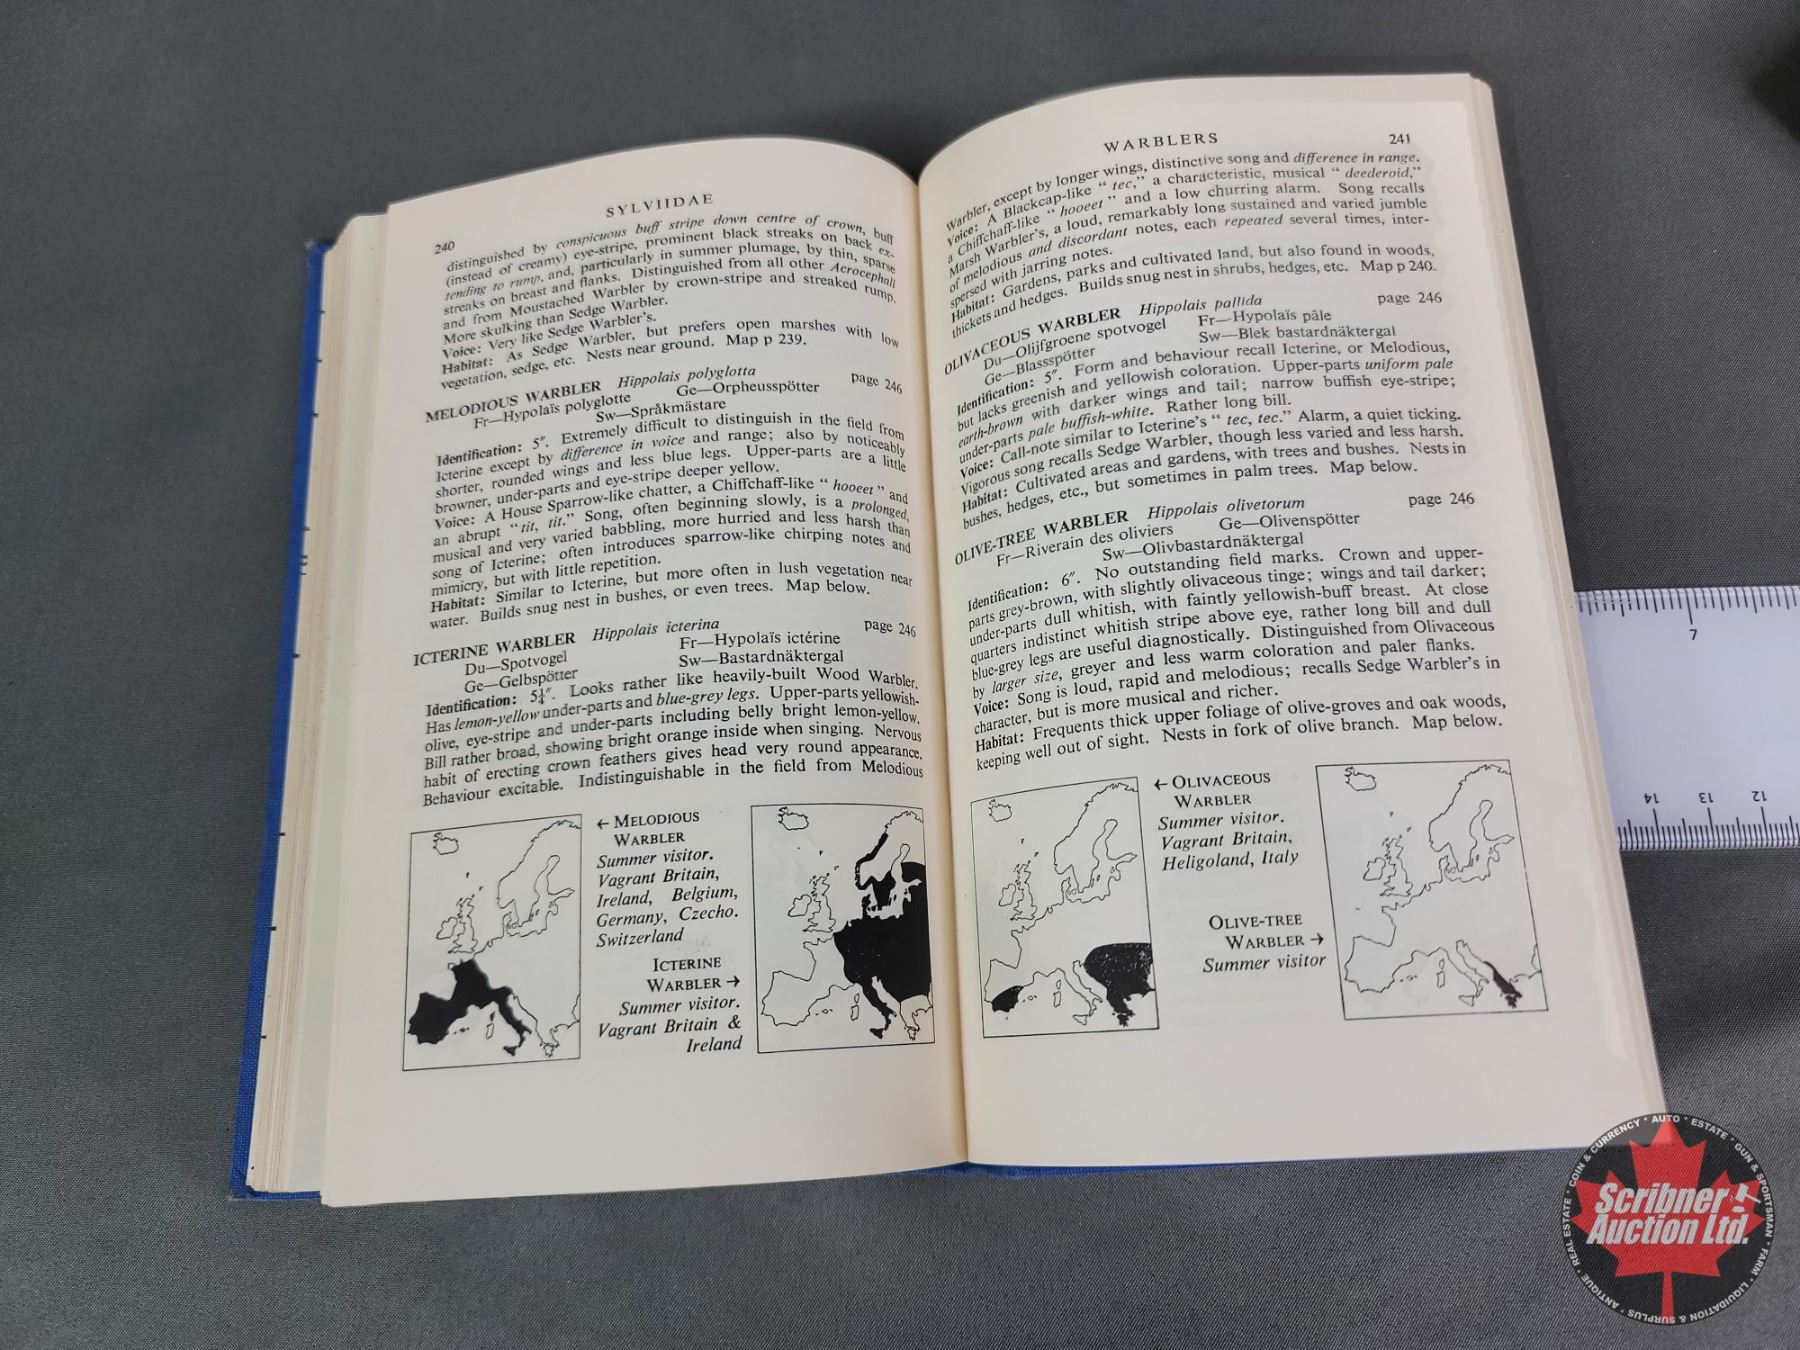 240
SYLVIIDAE
distinguished by conspicuous buff stripe down centre of crown, buff
(instead of creamy) eye-stripe, prominent black streaks on back ex-
tending to rump, and, particularly in summer plumage, by thin, sparse
streaks on breast and flanks. Distinguished from all other Acrocephali
and from Moustached Warbler by crown-stripe and streaked rump.
More skulking than Sedge Warbler.
Voice: Very like Sedge Warbler's.
Habitat: As Sedge Warbler, but prefers open marshes with low
vegetation, sedge, etc. Nests near ground. Map p 239.
MELODIOUS WARBLER Hippolais polyglotta page 246
Fr—Hypolaïs polyglotte Ge—Orpheusspötter
Sw—Språkmästare
Identification: 5″. Extremely difficult to distinguish in the field from
Icterine except by difference in voice and range; also by noticeably
shorter, rounded wings and less blue legs. Upper-parts are a little
browner, under-parts and eye-stripe deeper yellow.
Voice: A House Sparrow-like chatter, a Chiffchaff-like "hooeet" and
an abrupt "tit, tit." Song, often beginning slowly, is a prolonged,
musical and very varied babbling, more hurried and less harsh than
song of Icterine; often introduces sparrow-like chirping notes and
mimicry, but with little repetition.
Habitat: Similar to Icterine, but more often in lush vegetation near
water. Builds snug nest in bushes, or even trees. Map below.
ICTERINE WARBLER Hippolais icterina page 246
Du—Spotvogel Fr—Hypolaïs ictérine
Ge—Gelbspötter Sw—Bastardnäktergal
Identification: 5¼″. Looks rather like heavily-built Wood Warbler.
Has lemon-yellow under-parts and blue-grey legs. Upper-parts yellowish-
olive, eye-stripe and under-parts including belly bright lemon-yellow.
Bill rather broad, showing bright orange inside when singing. Nervous
habit of erecting crown feathers gives head very round appearance.
Behaviour excitable. Indistinguishable in the field from Melodious
← MELODIOUS
WARBLER
Summer visitor.
Vagrant Britain,
Ireland, Belgium,
Germany, Czecho.
Switzerland
ICTERINE
WARBLER →
Summer visitor.
Vagrant Britain &
Ireland
WARBLERS
241
Warbler, except by longer wings, distinctive song and difference in range.
Voice: A Blackcap-like "tec," a characteristic, musical "deederoid,"
a Chiffchaff-like "hooeet" and a low churring alarm. Song recalls
Marsh Warbler's, a loud, remarkably long sustained and varied jumble
of melodious and discordant notes, each repeated several times, inter-
spersed with jarring notes.
Habitat: Gardens, parks and cultivated land, but also found in woods,
thickets and hedges. Builds snug nest in shrubs, hedges, etc. Map p 240.
OLIVACEOUS WARBLER Hippolais pallida page 246
Du—Olijfgroene spotvogel Fr—Hypolaïs pâle
Ge—Blassspötter Sw—Blek bastardnäktergal
Identification: 5″. Form and behaviour recall Icterine, or Melodious,
but lacks greenish and yellowish coloration. Upper-parts uniform pale
earth-brown with darker wings and tail; narrow buffish eye-stripe;
under-parts pale buffish-white. Rather long bill.
Voice: Call-note similar to Icterine's "tec, tec." Alarm, a quiet ticking.
Vigorous song recalls Sedge Warbler, though less varied and less harsh.
Habitat: Cultivated areas and gardens, with trees and bushes. Nests in
bushes, hedges, etc., but sometimes in palm trees. Map below.
OLIVE-TREE WARBLER Hippolais olivetorum page 246
Fr—Riverain des oliviers Ge—Olivenspötter
Sw—Olivbastardnäktergal
Identification: 6″. No outstanding field marks. Crown and upper-
parts grey-brown, with slightly olivaceous tinge; wings and tail darker;
under-parts dull whitish, with faintly yellowish-buff breast. At close
quarters indistinct whitish stripe above eye, rather long bill and dull
blue-grey legs are useful diagnostically. Distinguished from Olivaceous
by larger size, greyer and less warm coloration and paler flanks.
Voice: Song is loud, rapid and melodious; recalls Sedge Warbler's in
character, but is more musical and richer.
Habitat: Frequents thick upper foliage of olive-groves and oak woods,
keeping well out of sight. Nests in fork of olive branch. Map below.
← OLIVACEOUS
WARBLER
Summer visitor.
Vagrant Britain,
Heligoland, Italy
OLIVE-TREE
WARBLER →
Summer visitor
7
14 13 12
Scribner
Auction Ltd.
ANTIQUE · REAL ESTATE · COIN & CURRENCY · AUTO · ESTATE · GUN & SPORTSMAN · FARM · LIQUIDATION & SURPLUS ·